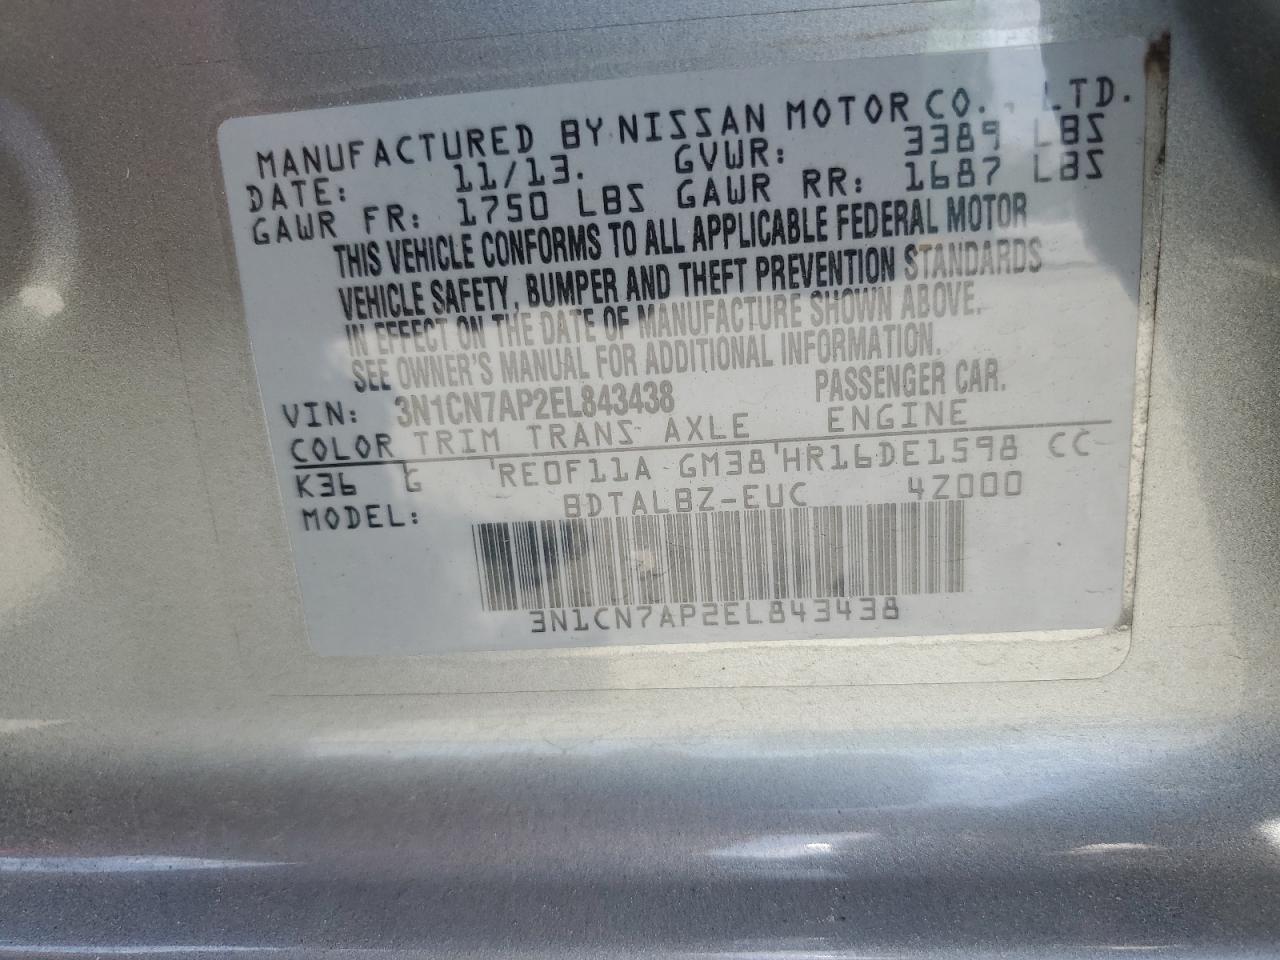 MANUFACTURED BY NISSAN MOTOR CO., LTD.
DATE: 11/13. GVWR: 3389 LBS
GAWR FR: 1750 LBS GAWR RR: 1687 LBS
THIS VEHICLE CONFORMS TO ALL APPLICABLE FEDERAL MOTOR
VEHICLE SAFETY, BUMPER AND THEFT PREVENTION STANDARDS
IN EFFECT ON THE DATE OF MANUFACTURE SHOWN ABOVE.
SEE OWNER'S MANUAL FOR ADDITIONAL INFORMATION.
VIN: 3N1CN7AP2EL843438 PASSENGER CAR.
COLOR TRIM TRANS AXLE ENGINE
K36 G RE0F11A GM38 HR16DE1598 CC
MODEL: BDTALBZ-EUC 4Z000
3N1CN7AP2EL843438